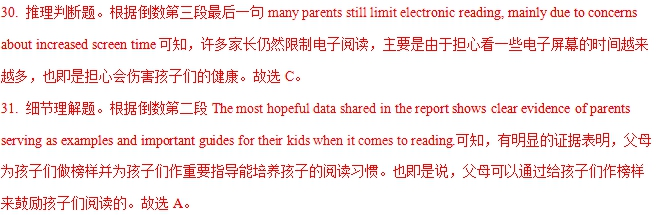 30. 推理判断题。根据倒数第三段最后一句 many parents still limit electronic reading, mainly due to concerns
about increased screen time 可知，许多家长仍然限制电子阅读，主要是由于担心看一些电子屏幕的时间越来
越多，也即是担心会伤害孩子们的健康。故选 C。
31. 细节理解题。根据倒数第二段 The most hopeful data shared in the report shows clear evidence of parents
serving as examples and important guides for their kids when it comes to reading.可知，有明显的证据表明，父母
为孩子们做榜样并为孩子们作重要指导能培养孩子的阅读习惯。也即是说，父母可以通过给孩子们作榜样
来鼓励孩子们阅读的。故选 A。